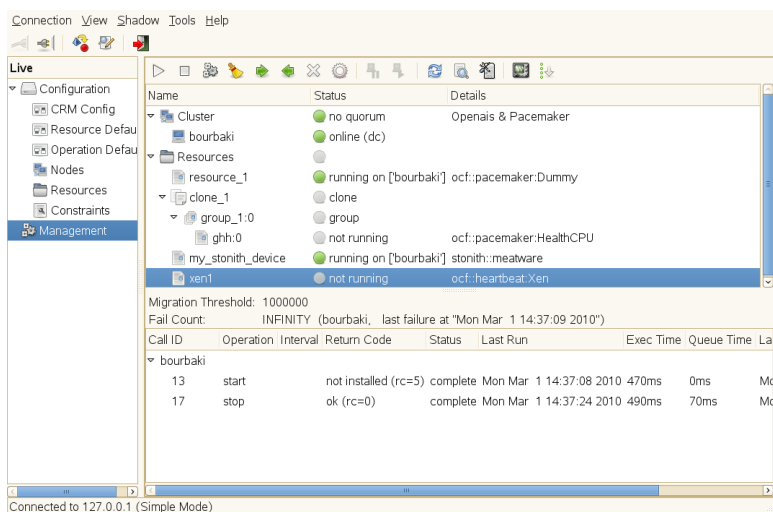 Connection View Shadow Tools Help
Live
Configuration
CRM Config
Resource Defau
Operation Defau
Nodes
Resources
Constraints
Management
Name Status Details
Cluster no quorum Openais & Pacemaker
bourbaki online (dc)
Resources
resource_1 running on ['bourbaki'] ocf::pacemaker:Dummy
clone_1 clone
group_1:0 group
ghh:0 not running ocf::pacemaker:HealthCPU
my_stonith_device running on ['bourbaki'] stonith::meatware
xen1 not running ocf::heartbeat:Xen
Migration Threshold: 1000000
Fail Count: INFINITY (bourbaki, last failure at "Mon Mar 1 14:37:09 2010")
Call ID Operation Interval Return Code Status Last Run Exec Time Queue Time La
bourbaki
13 start not installed (rc=5) complete Mon Mar 1 14:37:08 2010 470ms 0ms Mo
17 stop ok (rc=0) complete Mon Mar 1 14:37:24 2010 490ms 70ms Mo
Connected to 127.0.0.1 (Simple Mode)